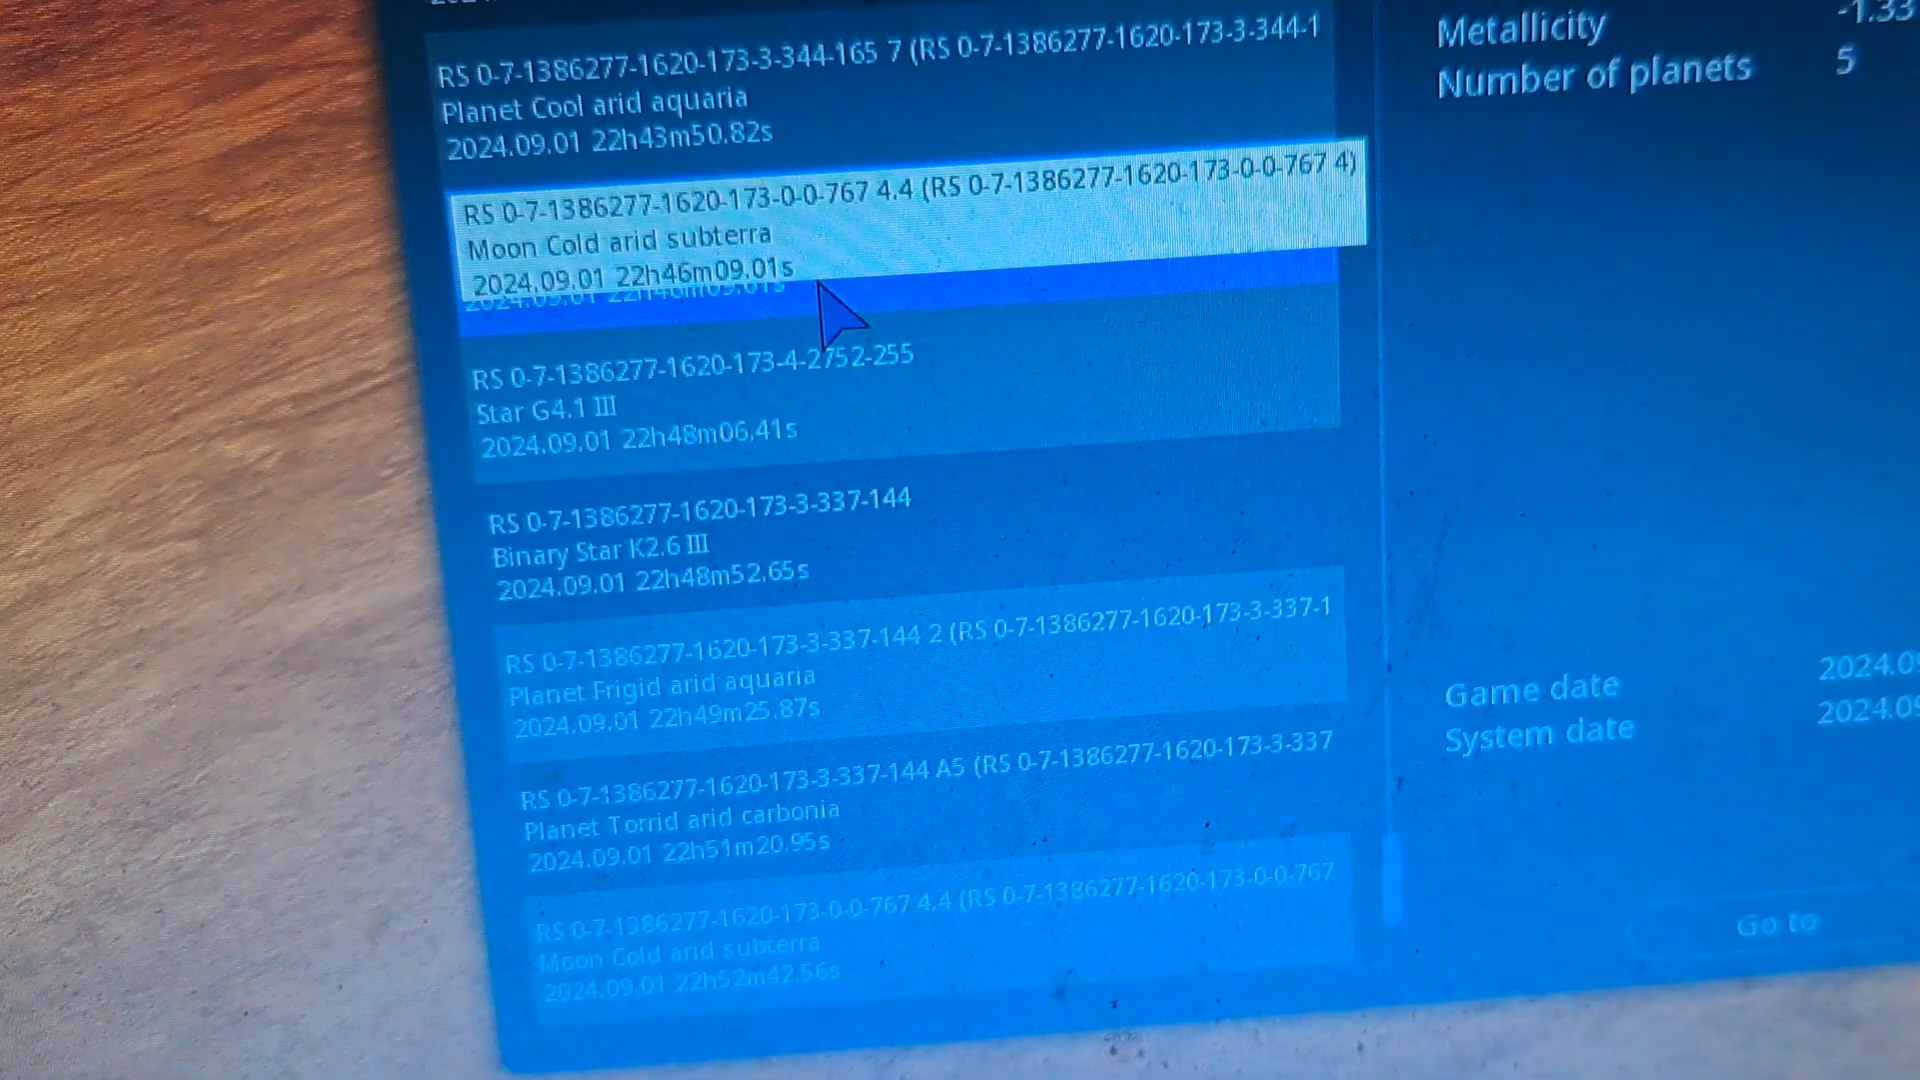 RS 0-7-1386277-1620-173-3-344-165 7 (RS 0-7-1386277-1620-173-3-344-1
Planet Cool arid aquaria
2024.09.01 22h43m50.82s
RS 0-7-1386277-1620-173-0-0-767 4.4 (RS 0-7-1386277-1620-173-0-0-767 4)
Moon Cold arid subterra
2024.09.01 22h46m09.01s
2024.09.01 22h46m09.01s
RS 0-7-1386277-1620-173-4-2752-255
Star G4.1 III
2024.09.01 22h48m06.41s
RS 0-7-1386277-1620-173-3-337-144
Binary Star K2.6 III
2024.09.01 22h48m52.65s
RS 0-7-1386277-1620-173-3-337-144 2 (RS 0-7-1386277-1620-173-3-337-1
Planet Frigid arid aquaria
2024.09.01 22h49m25.87s
RS 0-7-1386277-1620-173-3-337-144 A5 (RS 0-7-1386277-1620-173-3-337
Planet Torrid arid carbonia
2024.09.01 22h51m20.95s
RS 0-7-1386277-1620-173-0-0-767 4.4 (RS 0-7-1386277-1620-173-0-0-767
Moon Cold arid subterra
2024.09.01 22h52m42.56s
Metallicity -1.33
Number of planets 5
Game date 2024.09
System date 2024.09
Go to